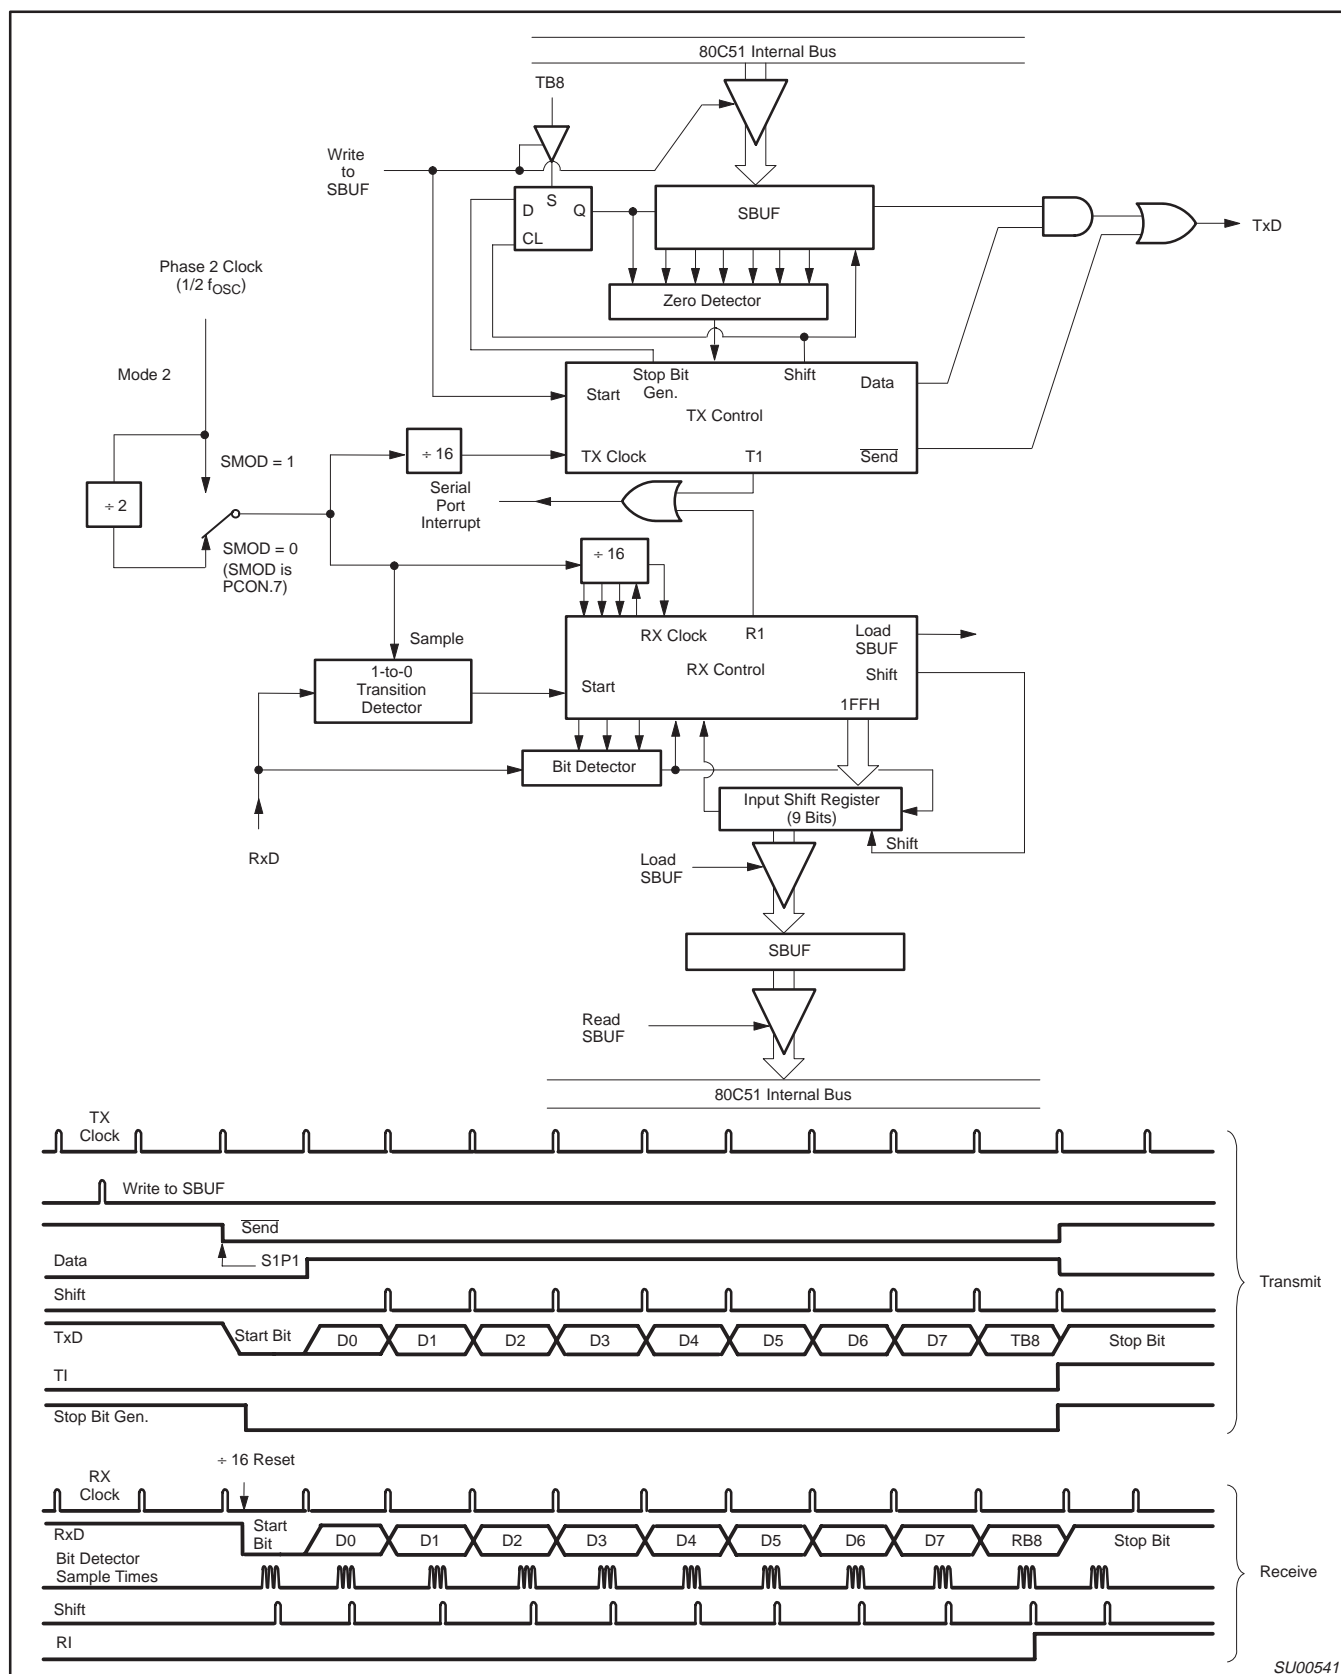 80C51 Internal Bus
TB8
Write
to
SBUF
S
D
Q
CL
SBUF
TxD
Phase 2 Clock
(1/2 fOSC)
Zero Detector
Mode 2
Stop Bit
Gen.
Shift
Data
Start
TX Control
SMOD = 1
÷ 16
TX Clock
T1
Send
÷ 2
Serial
Port
Interrupt
SMOD = 0
(SMOD is
PCON.7)
÷ 16
Sample
RX Clock
R1
Load
SBUF
RX Control
Shift
1-to-0
Transition
Detector
Start
1FFH
Bit Detector
Input Shift Register
(9 Bits)
Shift
RxD
Load
SBUF
SBUF
Read
SBUF
80C51 Internal Bus
TX
Clock
Write to SBUF
Send
Data
S1P1
Transmit
Shift
TxD
Start Bit
D0
D1
D2
D3
D4
D5
D6
D7
TB8
Stop Bit
TI
Stop Bit Gen.
÷ 16 Reset
RX
Clock
RxD
Start
Bit
D0
D1
D2
D3
D4
D5
D6
D7
RB8
Stop Bit
Bit Detector
Sample Times
Receive
Shift
RI
SU00541